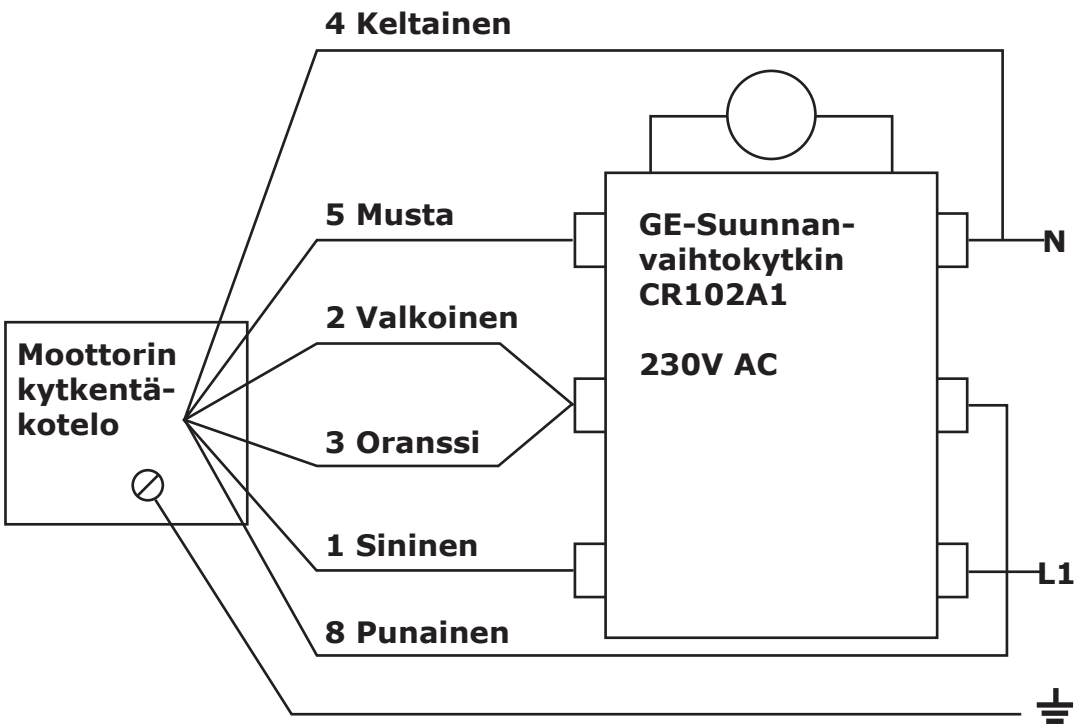 4 Keltainen
5 Musta
GE-Suunnan-
vaihtokytkin
CR102A1
N
2 Valkoinen
230V AC
Moottorin
kytkentä-
kotelo
3 Oranssi
1 Sininen
L1
8 Punainen